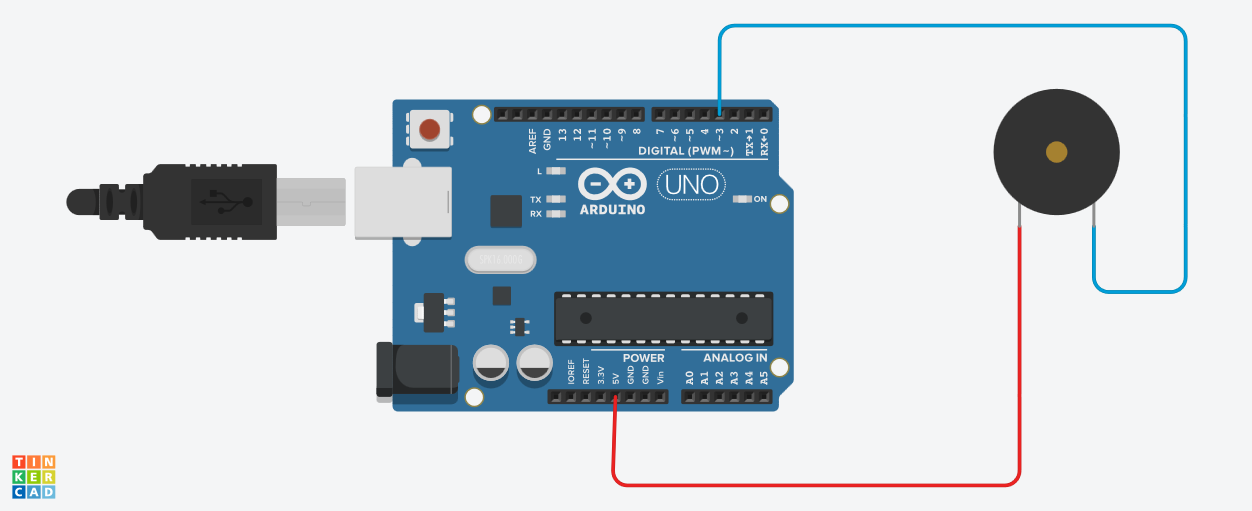 AREF
GND
13
12
~11
~10
~9
8
7
~6
~5
4
~3
2
TX→1
RX←0
DIGITAL (PWM~)
L
TX
RX
ARDUINO
UNO
ON
SPK16.000G
POWER
ANALOG IN
IOREF
RESET
3.3V
5V
GND
GND
Vin
A0
A1
A2
A3
A4
A5
TIN
KER
CAD